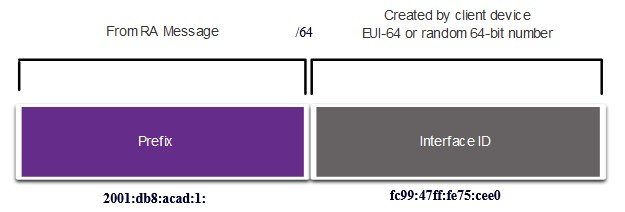 From RA Message
/64
Created by client device
EUI-64 or random 64-bit number
Prefix
Interface ID
2001:db8:acad:1:
fc99:47ff:fe75:cee0